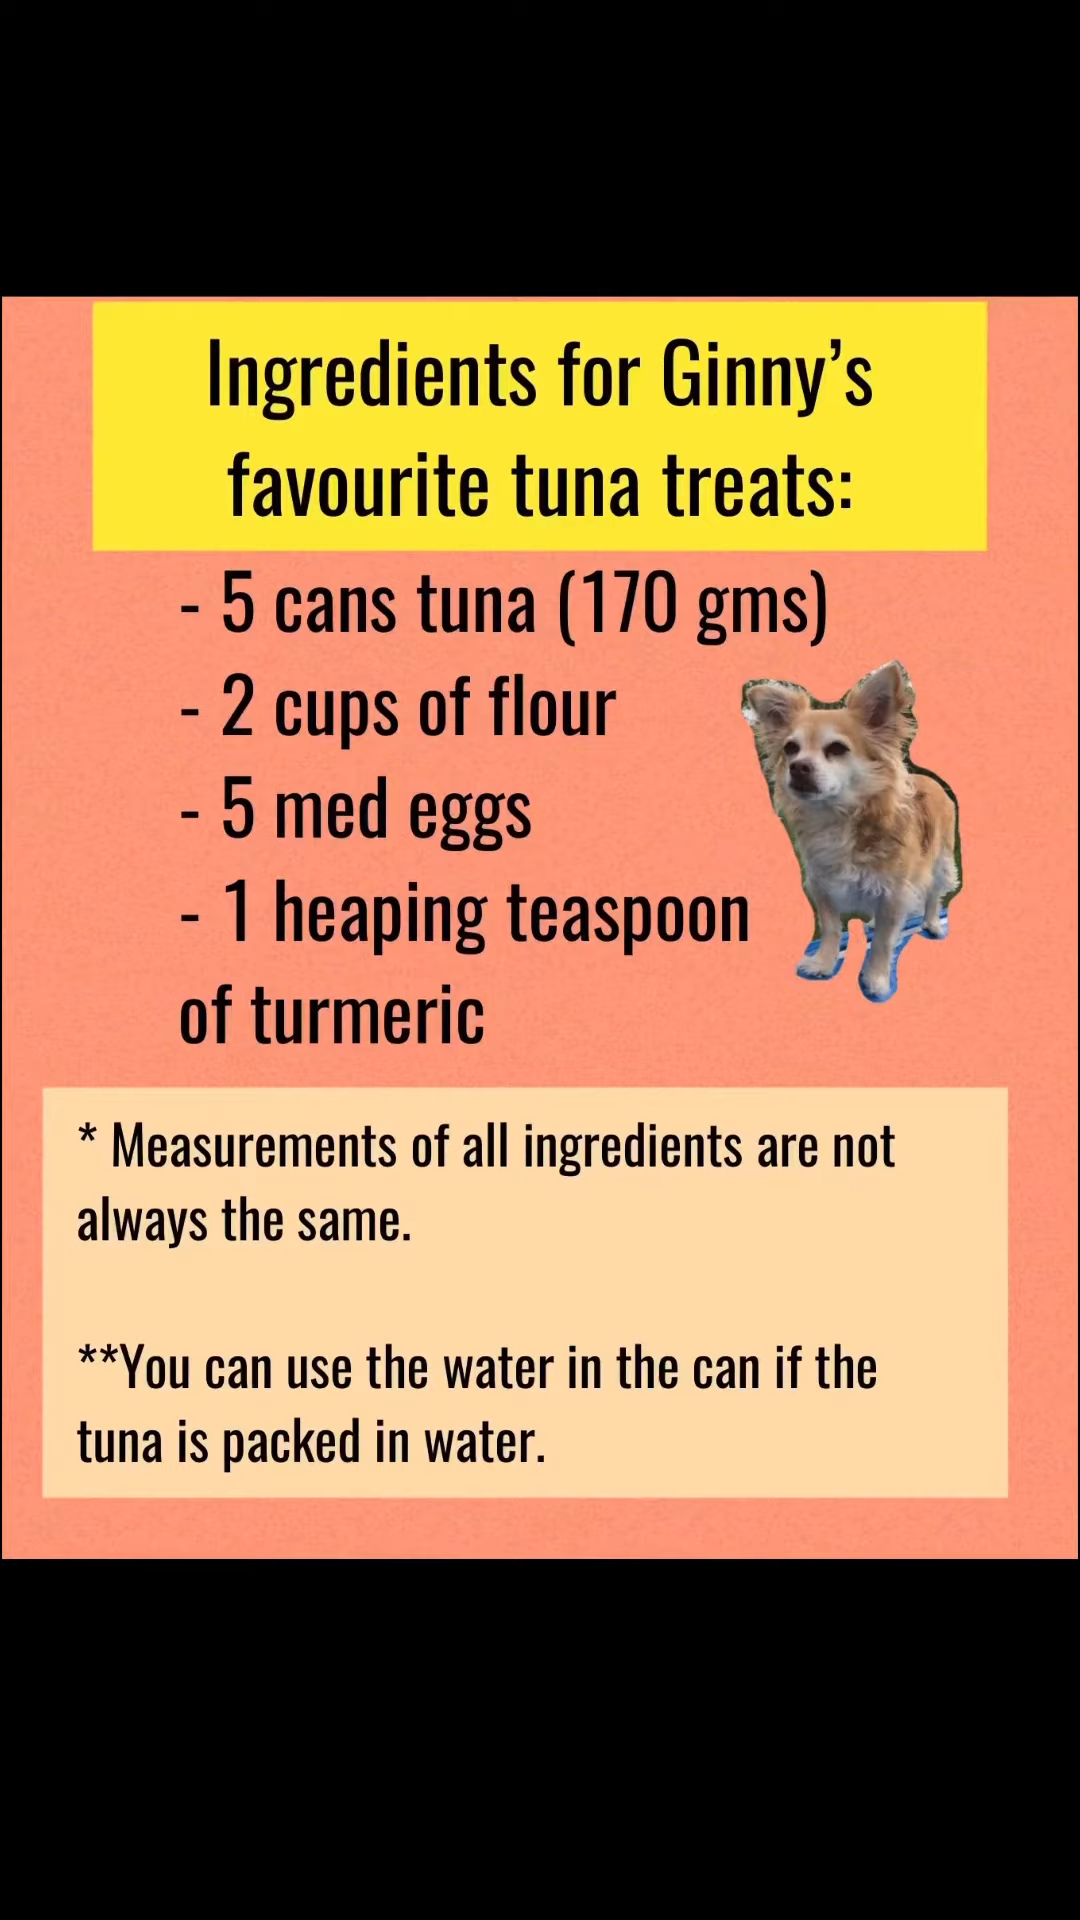 Ingredients for Ginny’s
favourite tuna treats:
- 5 cans tuna (170 gms)
- 2 cups of flour
- 5 med eggs
- 1 heaping teaspoon
of turmeric
* Measurements of all ingredients are not
always the same.
**You can use the water in the can if the
tuna is packed in water.